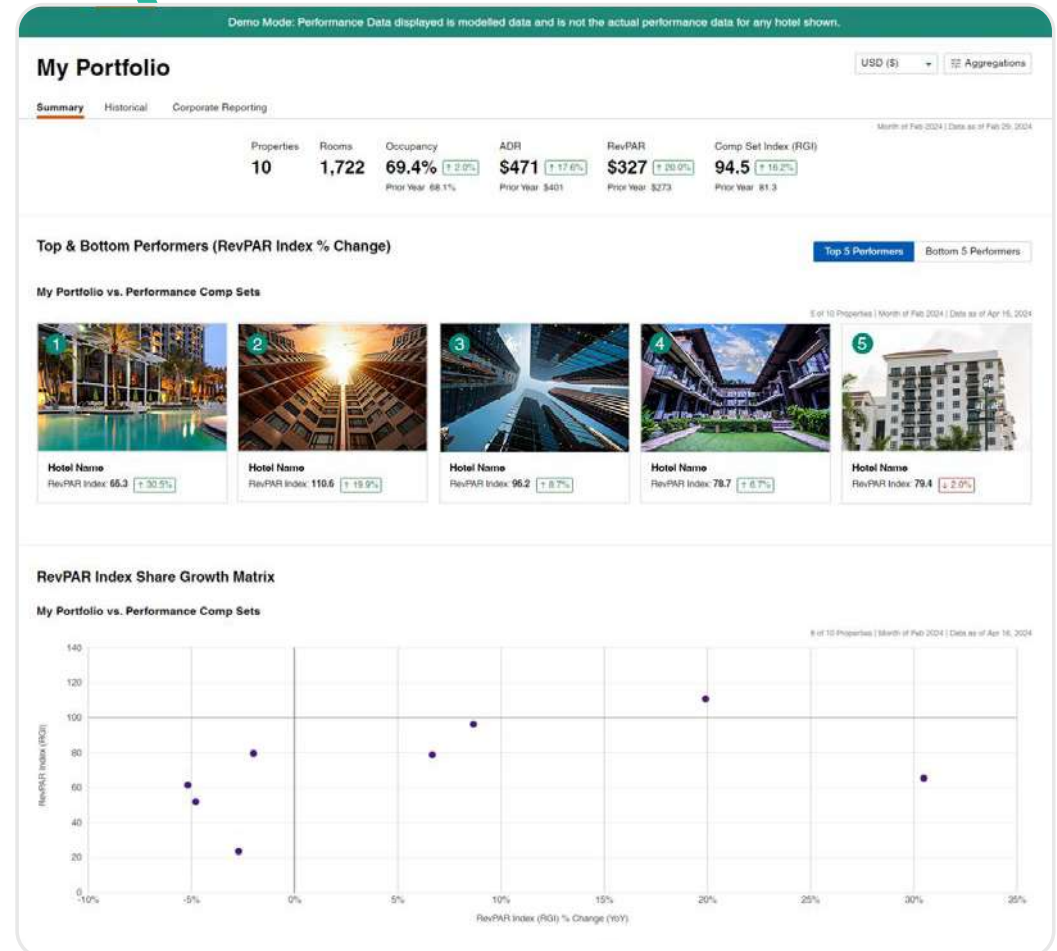 Demo Mode: Performance Data displayed is modelled data and is not the actual performance data for any hotel shown.
My Portfolio
USD ($)
Aggregations
Summary Historical Corporate Reporting
Month of Feb 2024 | Data as of Feb 29, 2024
Properties Rooms Occupancy ADR RevPAR Comp Set Index (RGI)
10 1,722 69.4% ↑ 2.0% $471 ↑ 17.6% $327 ↑ 20.0% 94.5 ↑ 16.2%
Prior Year 68.1% Prior Year $401 Prior Year $273 Prior Year 81.3
Top & Bottom Performers (RevPAR Index % Change)
Top 5 Performers Bottom 5 Performers
My Portfolio vs. Performance Comp Sets
5 of 10 Properties | Month of Feb 2024 | Data as of Apr 16, 2024
1 2 3 4 5
Hotel Name Hotel Name Hotel Name Hotel Name Hotel Name
RevPAR Index: 65.3 ↑ 30.5% RevPAR Index: 110.6 ↑ 19.9% RevPAR Index: 96.2 ↑ 8.7% RevPAR Index: 78.7 ↑ 6.7% RevPAR Index: 79.4 ↓ 2.0%
RevPAR Index Share Growth Matrix
My Portfolio vs. Performance Comp Sets
8 of 10 Properties | Month of Feb 2024 | Data as of Apr 16, 2024
140
120
100
80
60
40
20
0
RevPAR Index (RGI)
-10% -5% 0% 5% 10% 15% 20% 25% 30% 35%
RevPAR Index (RGI) % Change (YoY)